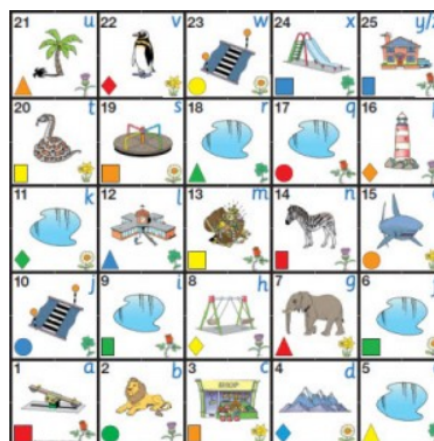 21 u 22 v 23 w 24 x 25 y/
20 t 19 s 18 r 17 q 16
11 k 12 l 13 m 14 n 15
10 j 9 i 8 h 7 g 6
1 a 2 b 3 c 4 d 5
SHOP